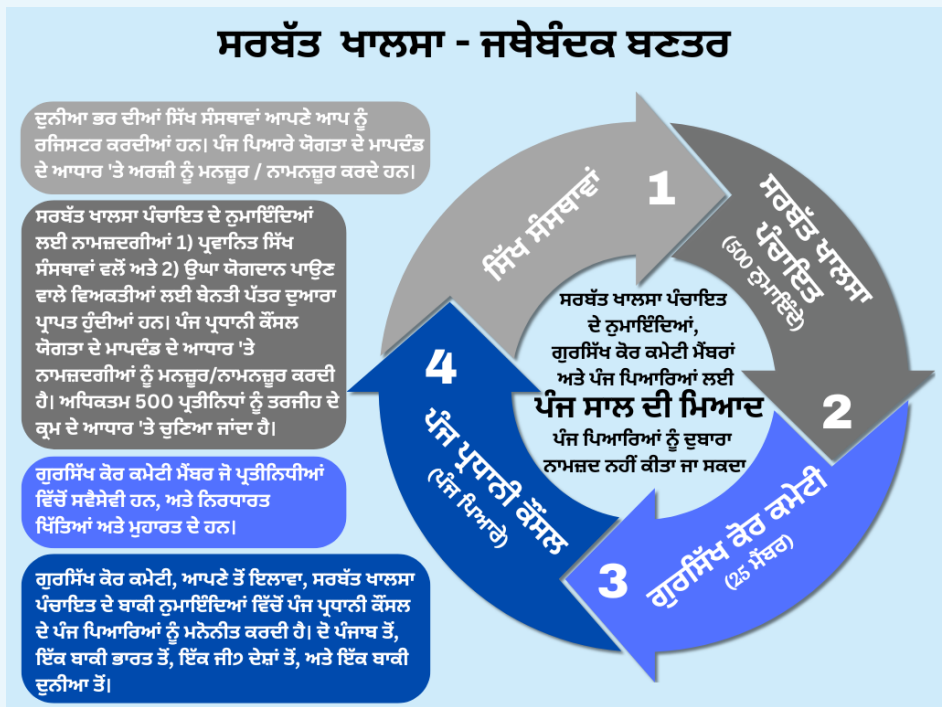 ਸਰਬੱਤ ਖਾਲਸਾ - ਜਥੇਬੰਦਕ ਬਣਤਰ
ਦੁਨੀਆ ਭਰ ਦੀਆਂ ਸਿੱਖ ਸੰਸਥਾਵਾਂ ਆਪਣੇ ਆਪ ਨੂੰ
ਰਜਿਸਟਰ ਕਰਦੀਆਂ ਹਨ। ਪੰਜ ਪਿਆਰੇ ਯੋਗਤਾ ਦੇ ਮਾਪਦੰਡ
ਦੇ ਆਧਾਰ 'ਤੇ ਅਰਜ਼ੀ ਨੂੰ ਮਨਜ਼ੂਰ / ਨਾਮਨਜ਼ੂਰ ਕਰਦੇ ਹਨ।
ਸਰਬੱਤ ਖਾਲਸਾ ਪੰਚਾਇਤ ਦੇ ਨੁਮਾਇੰਦਿਆਂ
ਲਈ ਨਾਮਜ਼ਦਗੀਆਂ 1) ਪ੍ਰਵਾਨਿਤ ਸਿੱਖ
ਸੰਸਥਾਵਾਂ ਵਲੋਂ ਅਤੇ 2) ਉਘਾ ਯੋਗਦਾਨ ਪਾਉਣ
ਵਾਲੇ ਵਿਅਕਤੀਆਂ ਲਈ ਬੇਨਤੀ ਪੱਤਰ ਦੁਆਰਾ
ਪ੍ਰਾਪਤ ਹੁੰਦੀਆਂ ਹਨ। ਪੰਜ ਪ੍ਰਧਾਨੀ ਕੌਂਸਲ
ਯੋਗਤਾ ਦੇ ਮਾਪਦੰਡ ਦੇ ਆਧਾਰ 'ਤੇ
ਨਾਮਜ਼ਦਗੀਆਂ ਨੂੰ ਮਨਜ਼ੂਰ/ਨਾਮਨਜ਼ੂਰ ਕਰਦੀ
ਹੈ। ਅਧਿਕਤਮ 500 ਪ੍ਰਤੀਨਿਧਾਂ ਨੂੰ ਤਰਜੀਹ ਦੇ
ਕ੍ਰਮ ਦੇ ਆਧਾਰ 'ਤੇ ਚੁਣਿਆ ਜਾਂਦਾ ਹੈ।
ਗੁਰਸਿੱਖ ਕੋਰ ਕਮੇਟੀ ਮੈਂਬਰ ਜੋ ਪ੍ਰਤੀਨਿਧੀਆਂ
ਵਿੱਚੋਂ ਸਵੈਸੇਵੀ ਹਨ, ਅਤੇ ਨਿਰਧਾਰਤ
ਖਿੱਤਿਆਂ ਅਤੇ ਮੁਹਾਰਤ ਦੇ ਹਨ।
ਗੁਰਸਿੱਖ ਕੋਰ ਕਮੇਟੀ, ਆਪਣੇ ਤੋਂ ਇਲਾਵਾ, ਸਰਬੱਤ ਖਾਲਸਾ
ਪੰਚਾਇਤ ਦੇ ਬਾਕੀ ਨੁਮਾਇੰਦਿਆਂ ਵਿੱਚੋਂ ਪੰਜ ਪ੍ਰਧਾਨੀ ਕੌਂਸਲ
ਦੇ ਪੰਜ ਪਿਆਰਿਆਂ ਨੂੰ ਮਨੋਨੀਤ ਕਰਦੀ ਹੈ। ਦੋ ਪੰਜਾਬ ਤੋਂ,
ਇੱਕ ਬਾਕੀ ਭਾਰਤ ਤੋਂ, ਇੱਕ ਜੀ੭ ਦੇਸ਼ਾਂ ਤੋਂ, ਅਤੇ ਇੱਕ ਬਾਕੀ
ਦੁਨੀਆ ਤੋਂ।
ਸਿੱਖ ਸੰਸਥਾਵਾਂ
1
ਸਰਬੱਤ ਖਾਲਸਾ
ਪੰਚਾਇਤ
(500 ਨੁਮਾਇੰਦੇ)
2
ਗੁਰਸਿੱਖ ਕੋਰ ਕਮੇਟੀ
(25 ਮੈਂਬਰ)
3
ਪੰਜ ਪ੍ਰਧਾਨੀ ਕੌਂਸਲ
(ਪੰਜ ਪਿਆਰੇ)
4
ਸਰਬੱਤ ਖਾਲਸਾ ਪੰਚਾਇਤ
ਦੇ ਨੁਮਾਇੰਦਿਆਂ,
ਗੁਰਸਿੱਖ ਕੋਰ ਕਮੇਟੀ ਮੈਂਬਰਾਂ
ਅਤੇ ਪੰਜ ਪਿਆਰਿਆਂ ਲਈ
ਪੰਜ ਸਾਲ ਦੀ ਮਿਆਦ
ਪੰਜ ਪਿਆਰਿਆਂ ਨੂੰ ਦੁਬਾਰਾ
ਨਾਮਜ਼ਦ ਨਹੀਂ ਕੀਤਾ ਜਾ ਸਕਦਾ